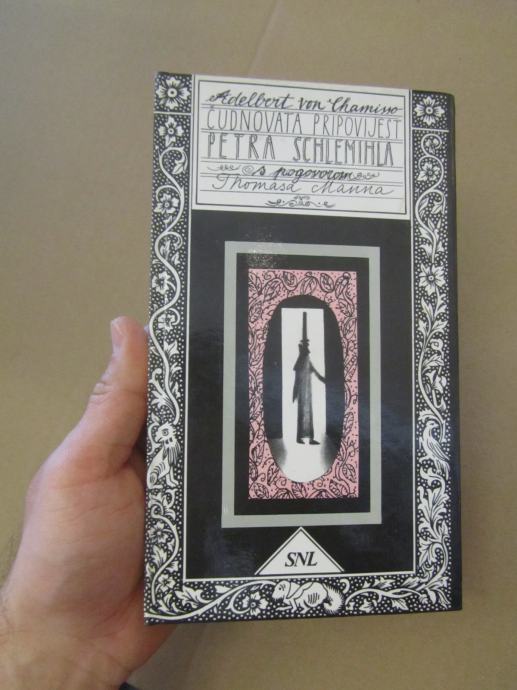 Adelbert von Chamisso
ČUDNOVATA PRIPOVIJEST
PETRA SCHLEMIHLA
s pogovorom
Thomasa Manna
SNL